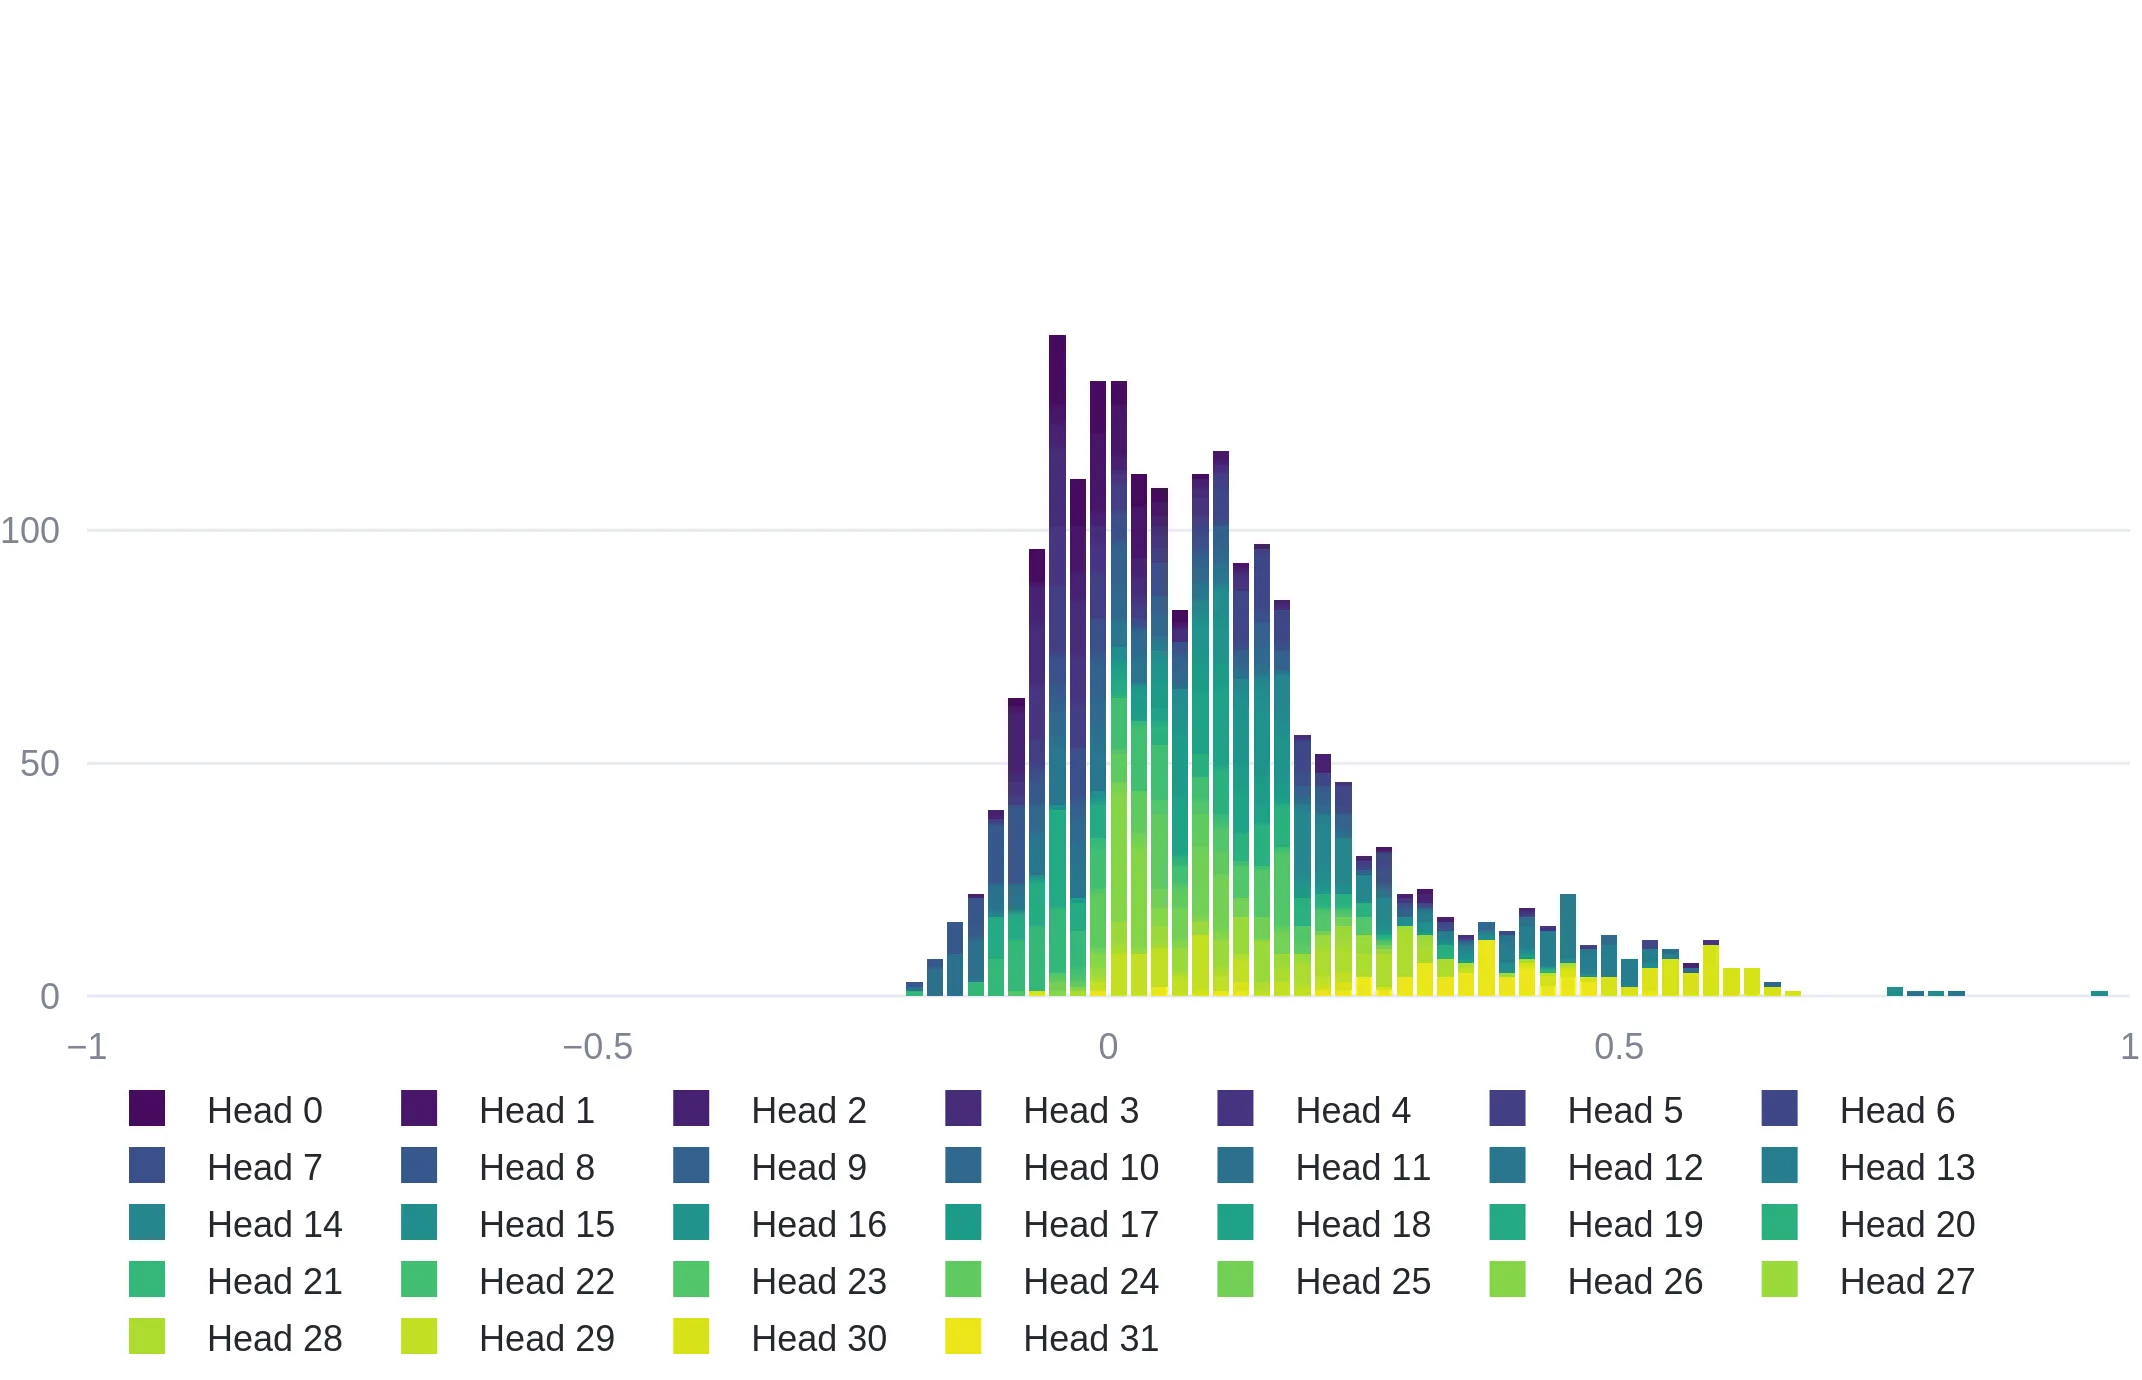 100
50
0
−1 −0.5 0 0.5 1
Head 0 Head 1 Head 2 Head 3 Head 4 Head 5 Head 6
Head 7 Head 8 Head 9 Head 10 Head 11 Head 12 Head 13
Head 14 Head 15 Head 16 Head 17 Head 18 Head 19 Head 20
Head 21 Head 22 Head 23 Head 24 Head 25 Head 26 Head 27
Head 28 Head 29 Head 30 Head 31